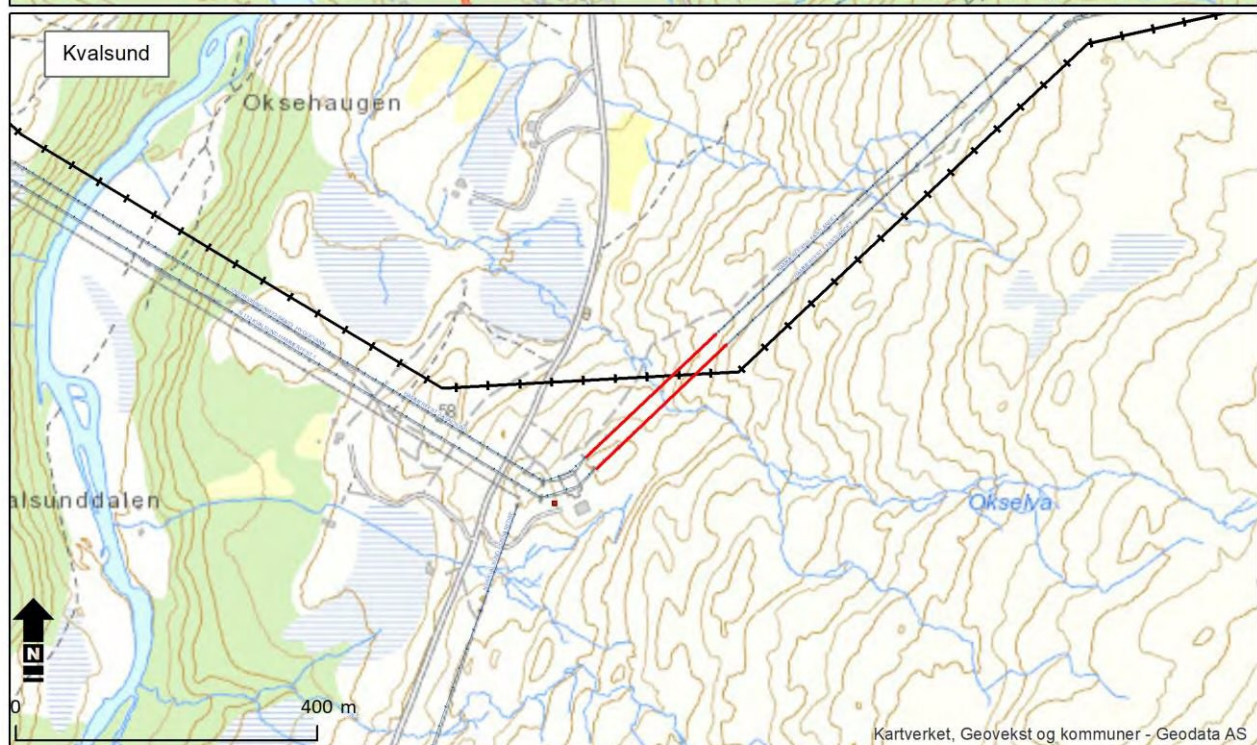 Kvalsund
Oksehaugen
58
alsunddalen
Okselva
N
0 400 m
Kartverket, Geovekst og kommuner - Geodata AS